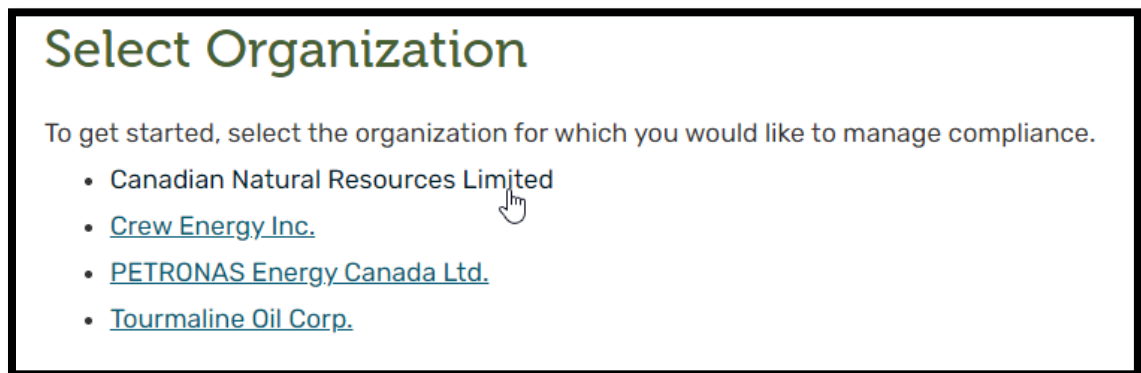 Select Organization
To get started, select the organization for which you would like to manage compliance.
• Canadian Natural Resources Limited
• Crew Energy Inc.
• PETRONAS Energy Canada Ltd.
• Tourmaline Oil Corp.